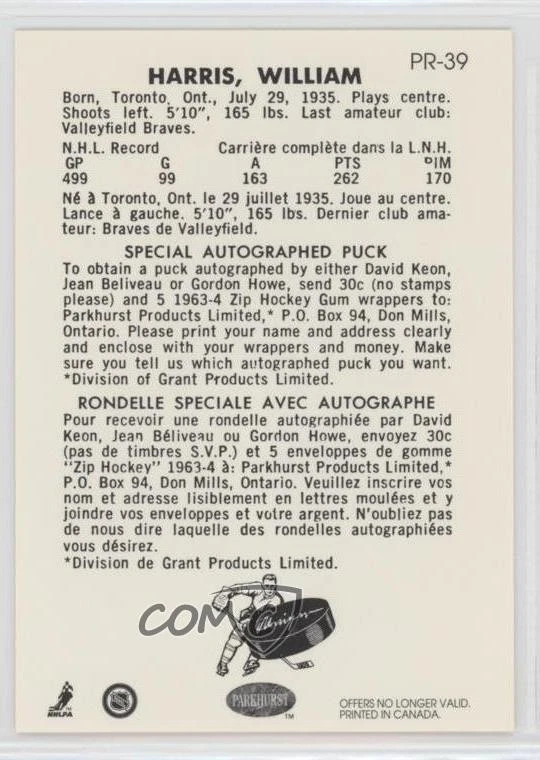 PR-39
HARRIS, WILLIAM
Born, Toronto, Ont., July 29, 1935. Plays centre.
Shoots left. 5'10", 165 lbs. Last amateur club:
Valleyfield Braves.
N.H.L. Record Carrière complète dans la L.N.H.
GP G A PTS PIM
499 99 163 262 170
Né à Toronto, Ont. le 29 juillet 1935. Joue au centre.
Lance à gauche. 5'10", 165 lbs. Dernier club ama-
teur: Braves de Valleyfield.
SPECIAL AUTOGRAPHED PUCK
To obtain a puck autographed by either David Keon,
Jean Beliveau or Gordon Howe, send 30c (no stamps
please) and 5 1963-4 Zip Hockey Gum wrappers to:
Parkhurst Products Limited,* P.O. Box 94, Don Mills,
Ontario. Please print your name and address clearly
and enclose with your wrappers and money. Make
sure you tell us which autographed puck you want.
*Division of Grant Products Limited.
RONDELLE SPECIALE AVEC AUTOGRAPHE
Pour recevoir une rondelle autographiée par David
Keon, Jean Béliveau ou Gordon Howe, envoyez 30c
(pas de timbres S.V.P.) et 5 enveloppes de gomme
"Zip Hockey" 1963-4 à: Parkhurst Products Limited,*
P.O. Box 94, Don Mills, Ontario. Veuillez inscrire vos
nom et adresse lisiblement en lettres moulées et y
joindre vos enveloppes et votre argent. N'oubliez pas
de nous dire laquelle des rondelles autographiées
vous désirez.
*Division de Grant Products Limited.
COMC
NHLPA
TM
NHL
PARKHURST
TM
OFFERS NO LONGER VALID.
PRINTED IN CANADA.